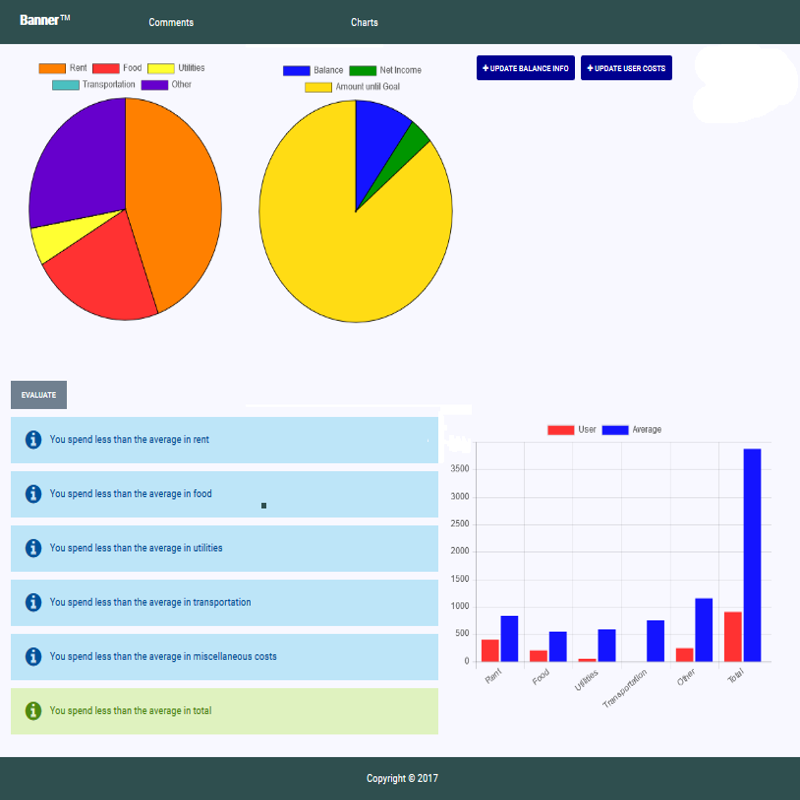 Banner™ Comments Charts
Rent Food Utilities
Transportation Other
Balance Net Income
Amount until Goal
+ UPDATE BALANCE INFO + UPDATE USER COSTS
EVALUATE
You spend less than the average in rent
You spend less than the average in food
You spend less than the average in utilities
You spend less than the average in transportation
You spend less than the average in miscellaneous costs
You spend less than the average in total
User Average
3500
3000
2500
2000
1500
1000
500
0
Rent Food Utilities Transportation Other Total
Copyright © 2017